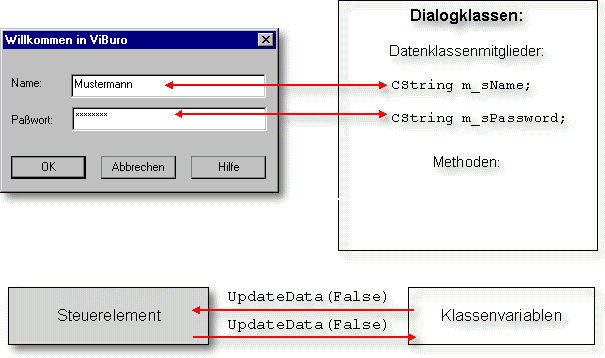 Willkommen in ViBuro
Name:
Mustermann
Paßwort:
xxxxxxxx
OK
Abbrechen
Hilfe
Dialogklassen:
Datenklassenmitglieder:
CString m_sName;
CString m_sPassword;
Methoden:
Steuerelement
UpdateData(False)
UpdateData(False)
Klassenvariablen